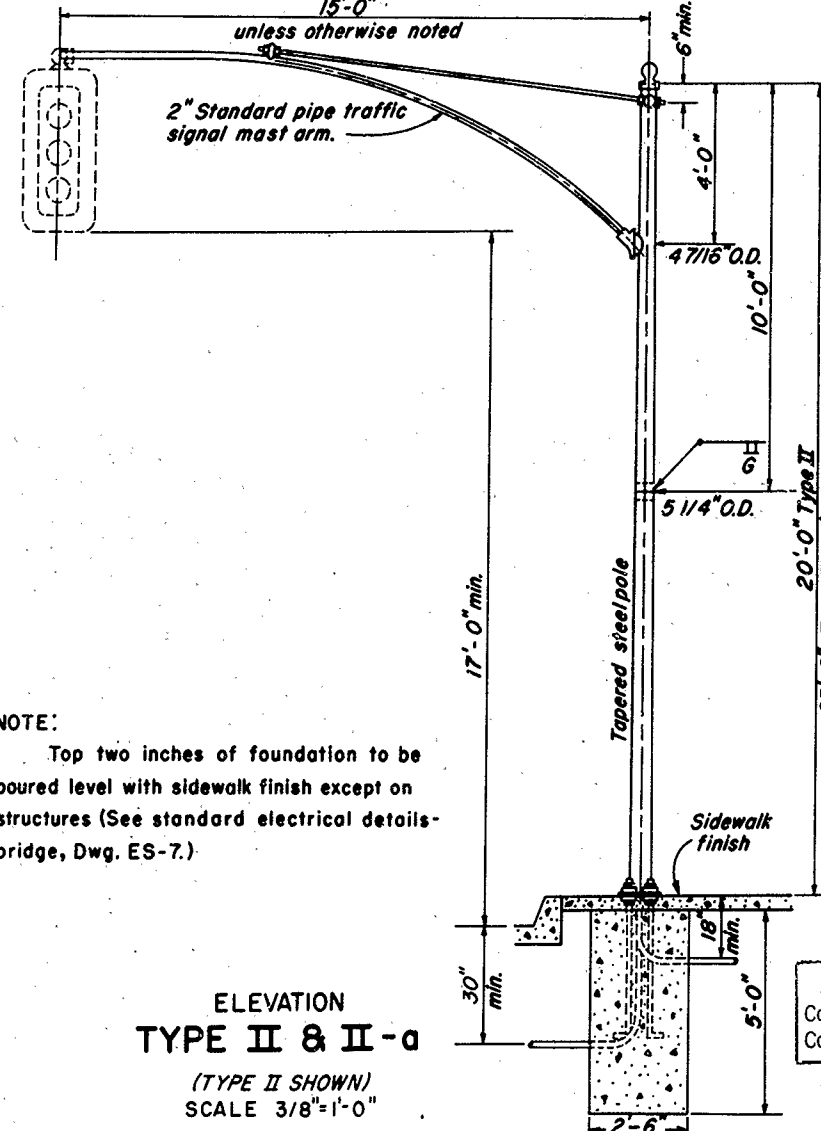 15'-0"
unless otherwise noted
6" min.
2" Standard pipe traffic
signal mast arm.
4'-0"
4 7/16" O.D.
10'-0"
II
G
5 1/4" O.D.
20'-0" Type II
17'-0" min.
Tapered steel pole
NOTE:
Top two inches of foundation to be
poured level with sidewalk finish except on
structures (See standard electrical details-
bridge, Dwg. ES-7.)
Sidewalk
finish
18"
min.
30"
min.
5'-0"
Co
Co
ELEVATION
TYPE II & II-a
(TYPE II SHOWN)
SCALE 3/8"=1'-0"
2'-6"